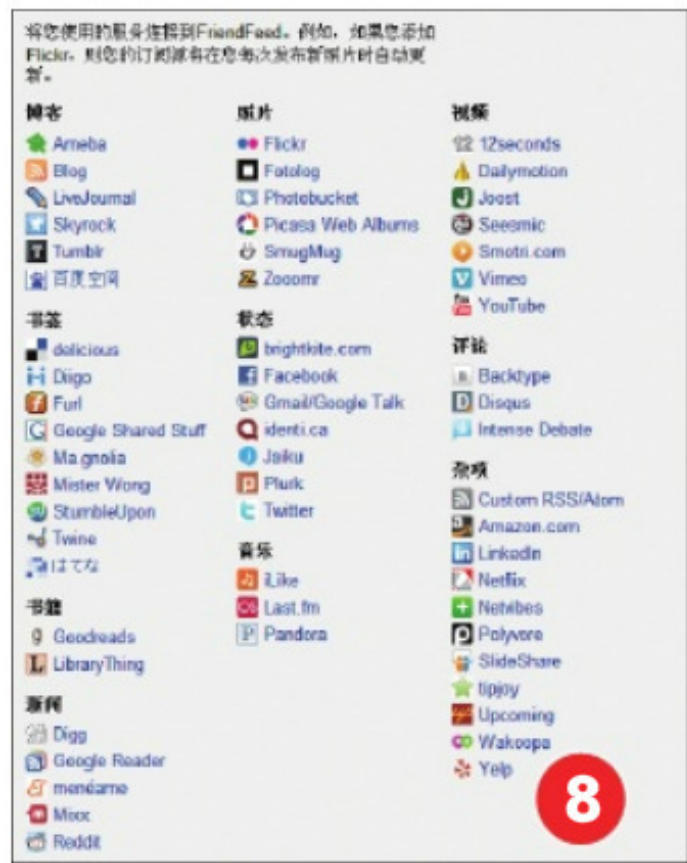 将您使用的服务连接到FriendFeed。例如，如果您添加
Flickr，则您的订阅源将在您每次发布新照片时自动更
新。
博客
Ameba
Blog
LiveJournal
Skyrock
Tumblr
百度空间
书签
delicious
Diigo
Furl
Google Shared Stuff
Ma.gnolia
Mister Wong
StumbleUpon
Twine
はてな
书籍
Goodreads
LibraryThing
新闻
Digg
Google Reader
menéame
Mixx
Reddit
照片
Flickr
Fotolog
Photobucket
Picasa Web Albums
SmugMug
Zooomr
状态
brightkite.com
Facebook
Gmail/Google Talk
identi.ca
Jaiku
Plurk
Twitter
音乐
iLike
Last.fm
Pandora
视频
12seconds
Dailymotion
Joost
Seesmic
Smotri.com
Vimeo
YouTube
评论
Backtype
Disqus
Intense Debate
杂项
Custom RSS/Atom
Amazon.com
LinkedIn
Netflix
Netvibes
Polyvore
SlideShare
tipjoy
Upcoming
Wakoopa
Yelp
8